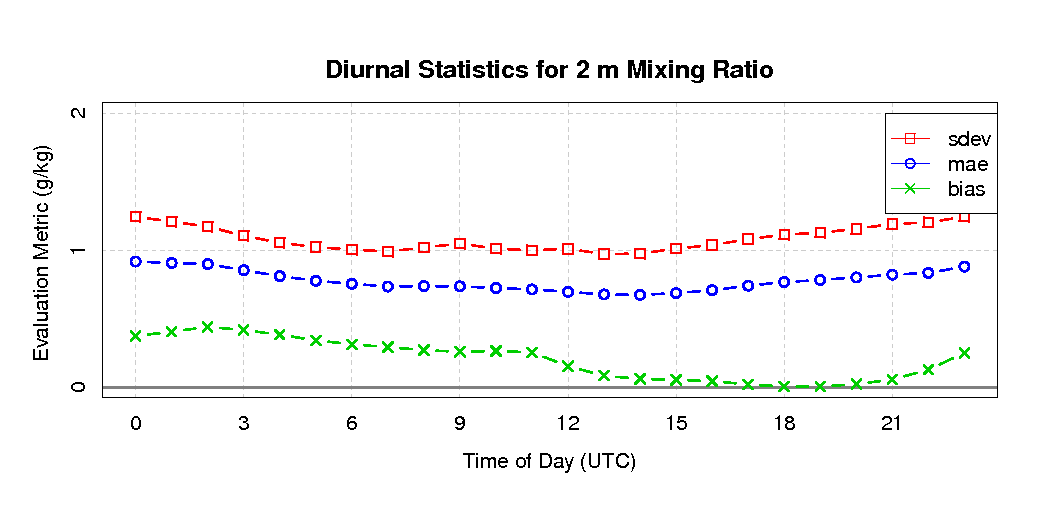 Diurnal Statistics for 2 m Mixing Ratio
Evaluation Metric (g/kg)
2
1
0
sdev
mae
bias
0 3 6 9 12 15 18 21
Time of Day (UTC)